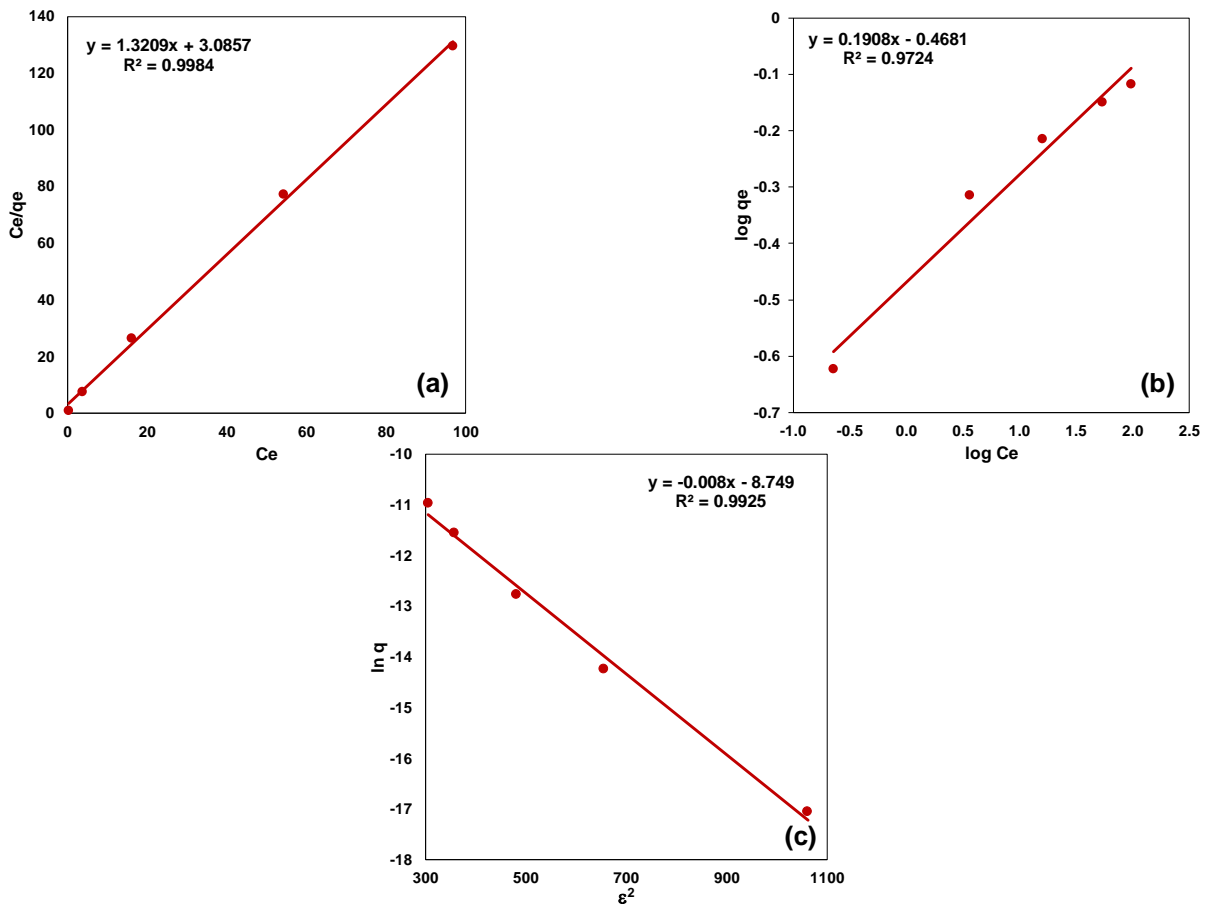 y = 1.3209x + 3.0857
R² = 0.9984
140
120
100
80
60
40
20
0
Ce/qe
0 20 40 60 80 100
Ce
(a)
y = 0.1908x - 0.4681
R² = 0.9724
0
-0.1
-0.2
-0.3
-0.4
-0.5
-0.6
-0.7
log qe
-1.0 -0.5 0.0 0.5 1.0 1.5 2.0 2.5
log Ce
(b)
y = -0.008x - 8.749
R² = 0.9925
-10
-11
-12
-13
-14
-15
-16
-17
-18
ln q
300 500 700 900 1100
ε²
(c)